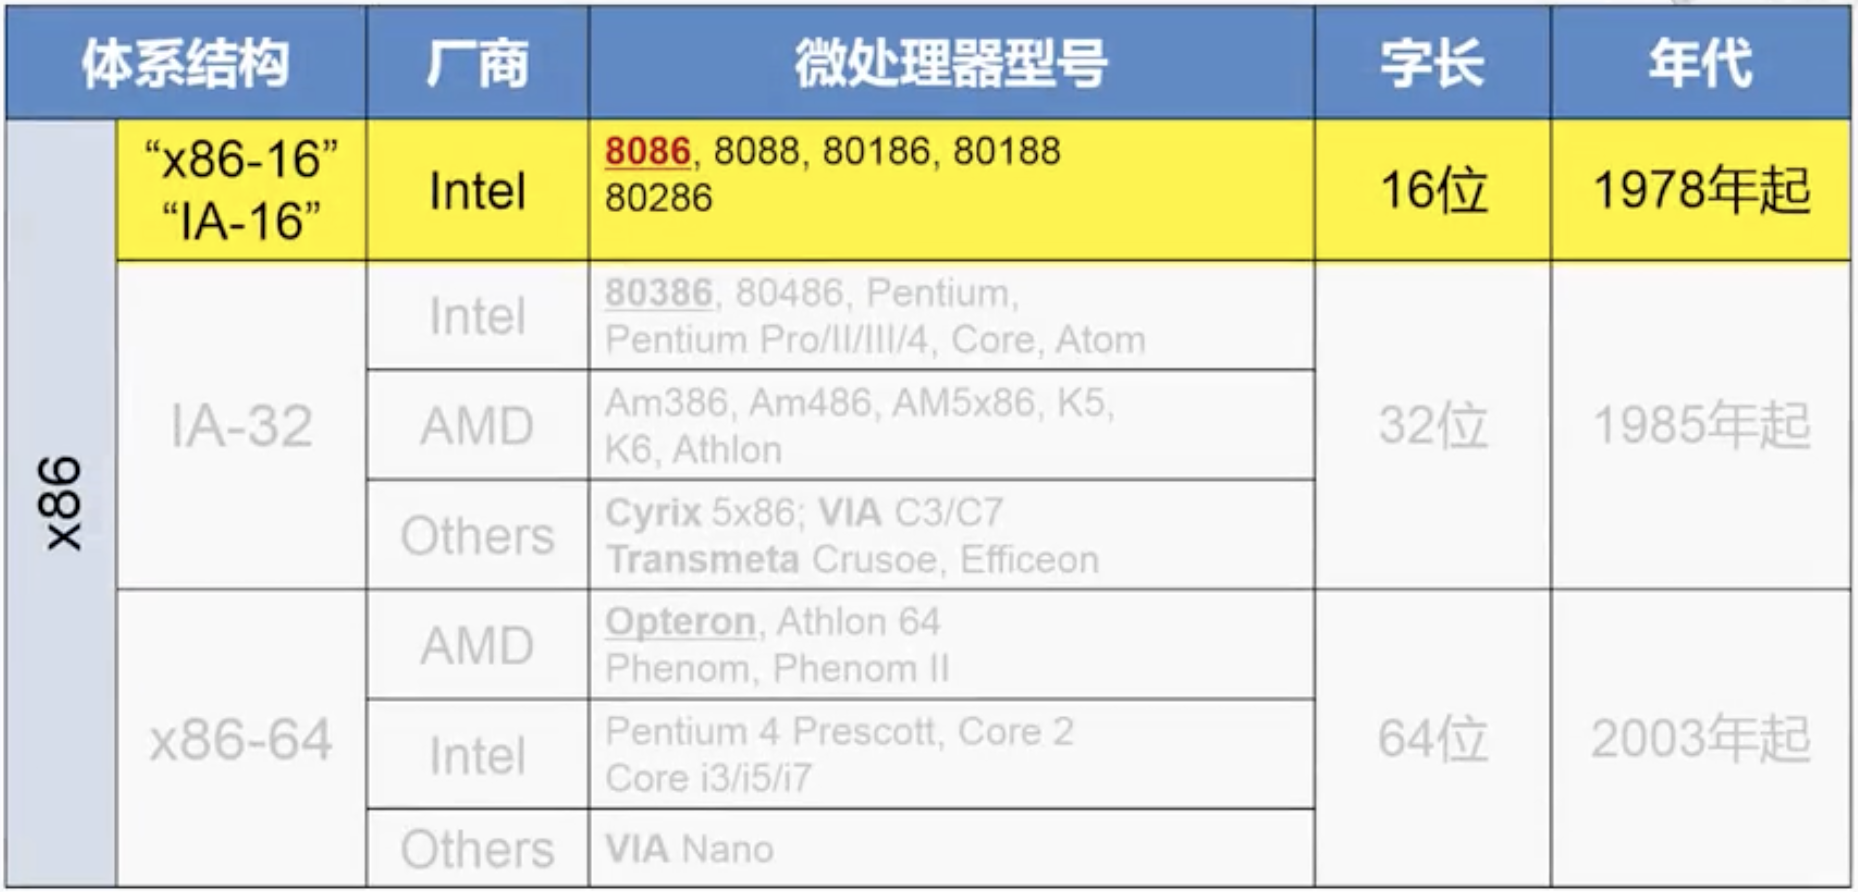 体系结构 厂商 微处理器型号 字长 年代
x86
“x86-16”
“IA-16”
Intel
8086, 8088, 80186, 80188
80286
16位
1978年起
IA-32
Intel
80386, 80486, Pentium,
Pentium Pro/II/III/4, Core, Atom
AMD
Am386, Am486, AM5x86, K5,
K6, Athlon
Others
Cyrix 5x86; VIA C3/C7
Transmeta Crusoe, Efficeon
32位
1985年起
x86-64
AMD
Opteron, Athlon 64
Phenom, Phenom II
Intel
Pentium 4 Prescott, Core 2
Core i3/i5/i7
Others
VIA Nano
64位
2003年起